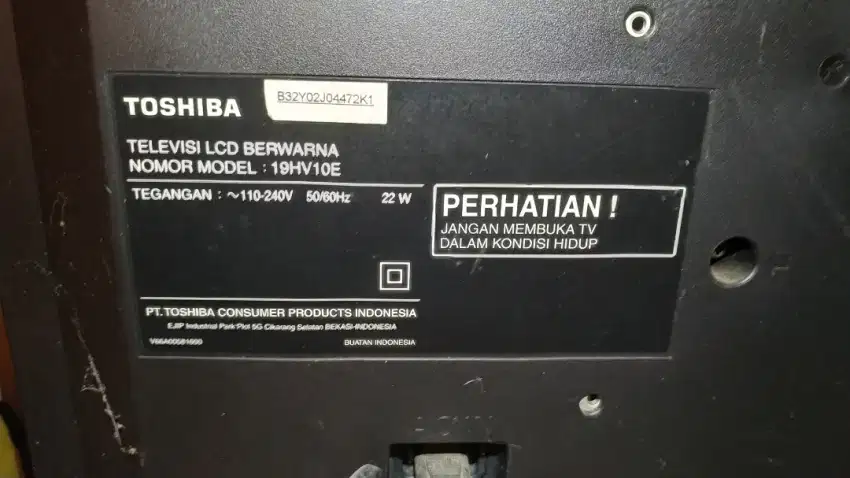 TOSHIBA
B32Y02J04472K1
TELEVISI LCD BERWARNA
NOMOR MODEL : 19HV10E
TEGANGAN : ~110-240V 50/60Hz 22 W
PERHATIAN !
JANGAN MEMBUKA TV
DALAM KONDISI HIDUP
PT. TOSHIBA CONSUMER PRODUCTS INDONESIA
EJIP Industrial Park Plot 5G Cikarang Selatan BEKASI-INDONESIA
BUATAN INDONESIA